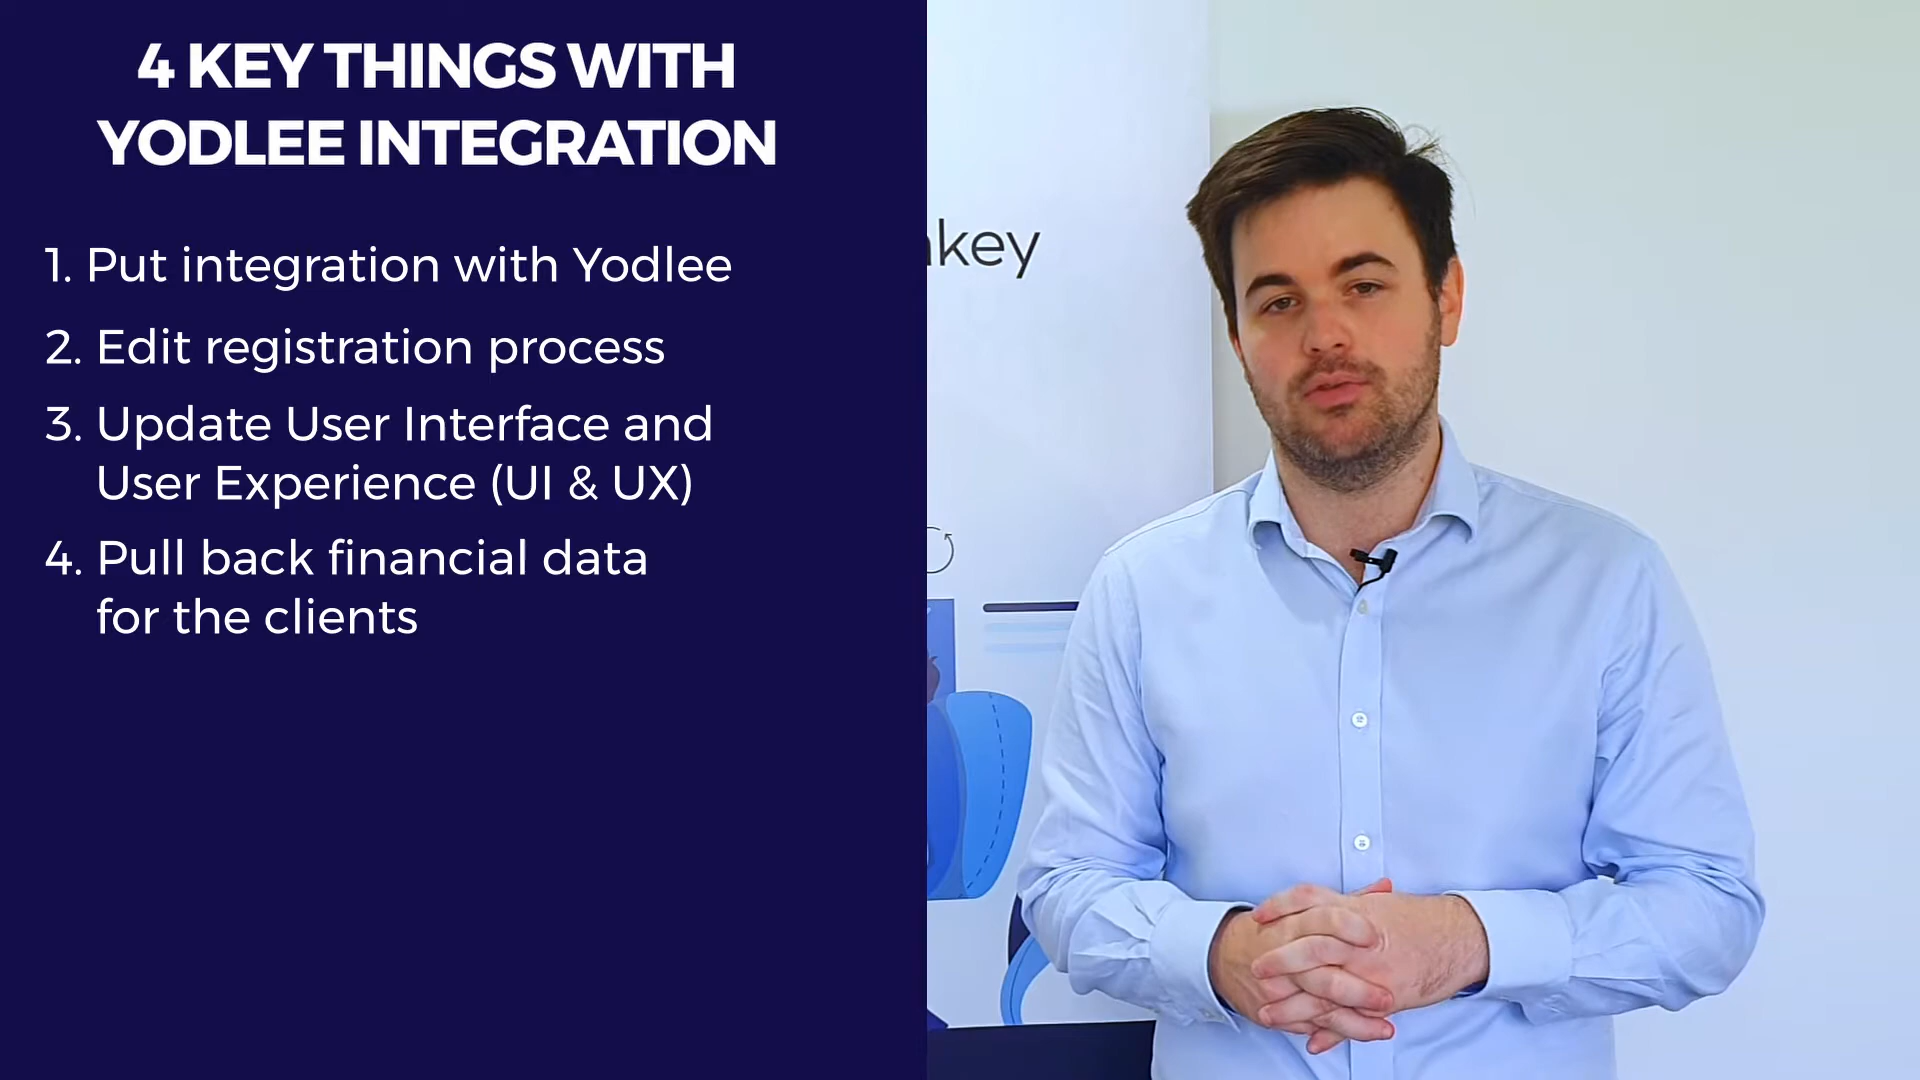 4 KEY THINGS WITH
YODLEE INTEGRATION
1. Put integration with Yodlee
2. Edit registration process
3. Update User Interface and
User Experience (UI & UX)
4. Pull back financial data
for the clients